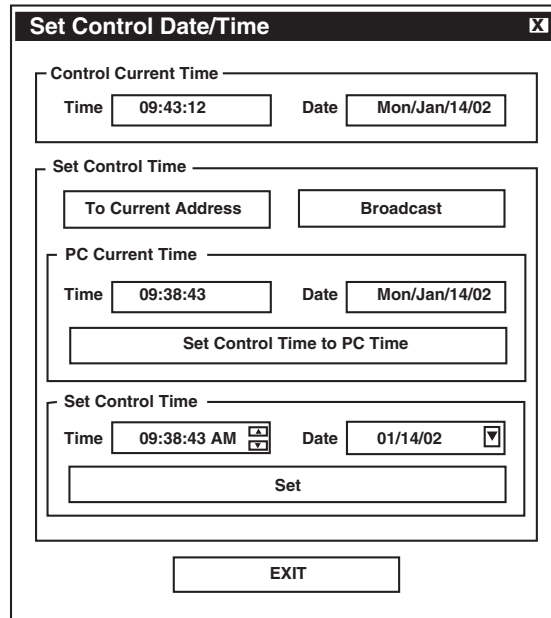 Set Control Date/Time X
Control Current Time
Time 09:43:12 Date Mon/Jan/14/02
Set Control Time
To Current Address Broadcast
PC Current Time
Time 09:38:43 Date Mon/Jan/14/02
Set Control Time to PC Time
Set Control Time
Time 09:38:43 AM Date 01/14/02
Set
EXIT